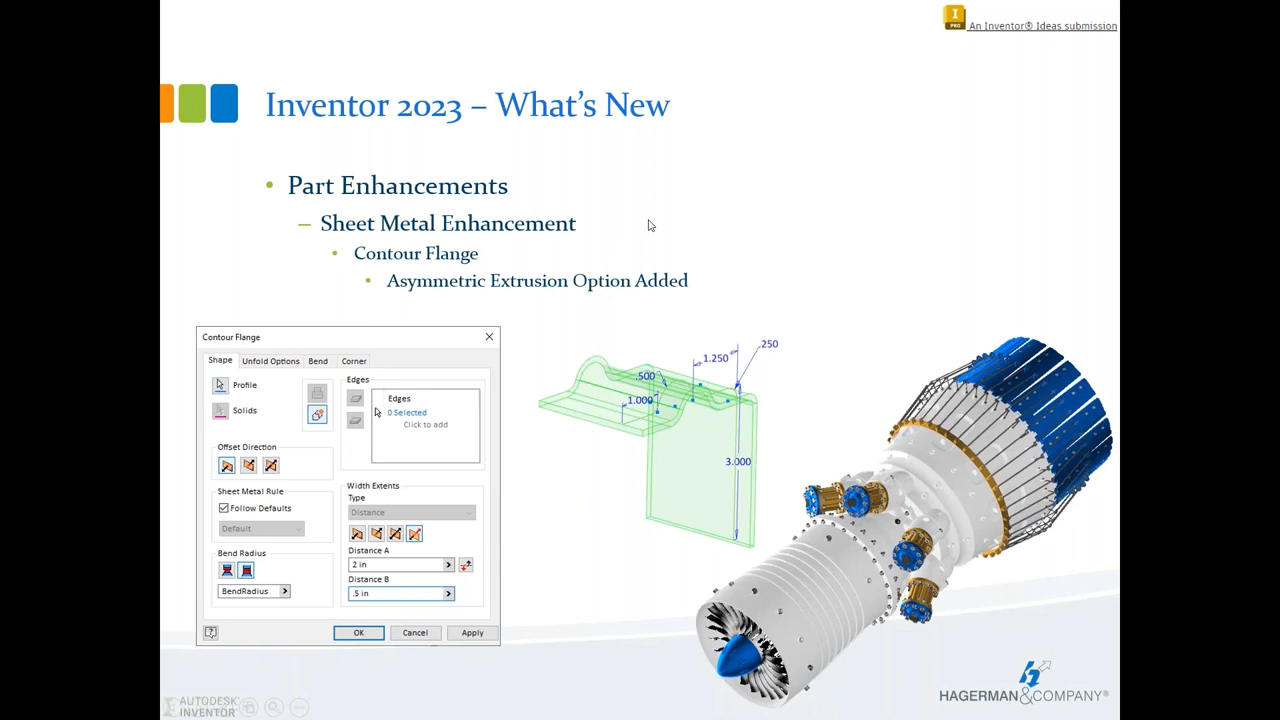 PRO
An Inventor® Ideas submission
Inventor 2023 – What's New
Part Enhancements
Sheet Metal Enhancement
Contour Flange
Asymmetric Extrusion Option Added
Contour Flange
Shape Unfold Options Bend Corner
Profile
Solids
Edges
Edges
0 Selected
Click to add
Offset Direction
Sheet Metal Rule
Follow Defaults
Default
Bend Radius
BendRadius
Width Extents
Type
Distance
Distance A
2 in
Distance B
.5 in
OK Cancel Apply
.250
1.250
.500
1.000
3.000
AUTODESK
INVENTOR
HAGERMAN&COMPANY®